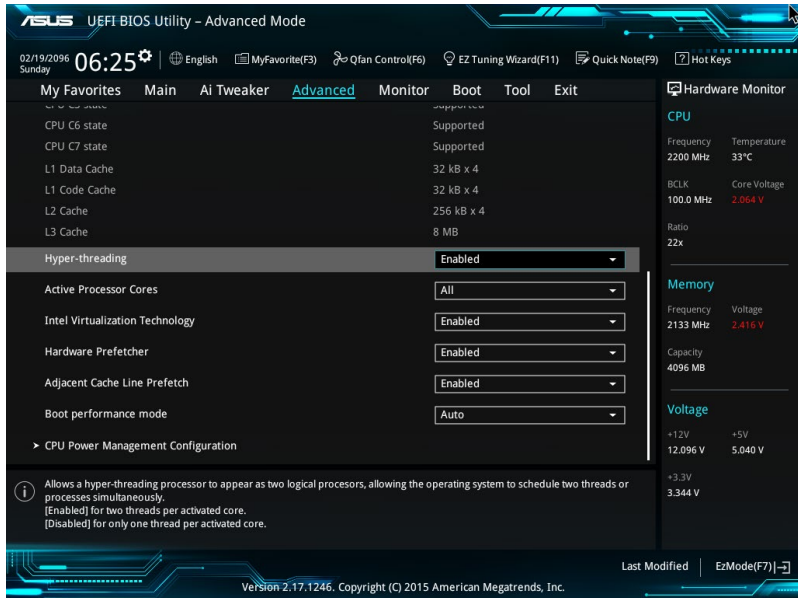 ASUS UEFI BIOS Utility – Advanced Mode
02/19/2096
Sunday
06:25
English
MyFavorite(F3)
Qfan Control(F6)
EZ Tuning Wizard(F11)
Quick Note(F9)
? Hot Keys
My Favorites Main Ai Tweaker Advanced Monitor Boot Tool Exit
CPU C3 state Supported
CPU C6 state Supported
CPU C7 state Supported
L1 Data Cache 32 kB x 4
L1 Code Cache 32 kB x 4
L2 Cache 256 kB x 4
L3 Cache 8 MB
Hyper-threading Enabled
Active Processor Cores All
Intel Virtualization Technology Enabled
Hardware Prefetcher Enabled
Adjacent Cache Line Prefetch Enabled
Boot performance mode Auto
> CPU Power Management Configuration
Allows a hyper-threading processor to appear as two logical procesors, allowing the operating system to schedule two threads or
processes simultaneously.
[Enabled] for two threads per activated core.
[Disabled] for only one thread per activated core.
Hardware Monitor
CPU
Frequency Temperature
2200 MHz 33°C
BCLK Core Voltage
100.0 MHz 2.064 V
Ratio
22x
Memory
Frequency Voltage
2133 MHz 2.416 V
Capacity
4096 MB
Voltage
+12V +5V
12.096 V 5.040 V
+3.3V
3.344 V
Last Modified EzMode(F7)
Version 2.17.1246. Copyright (C) 2015 American Megatrends, Inc.